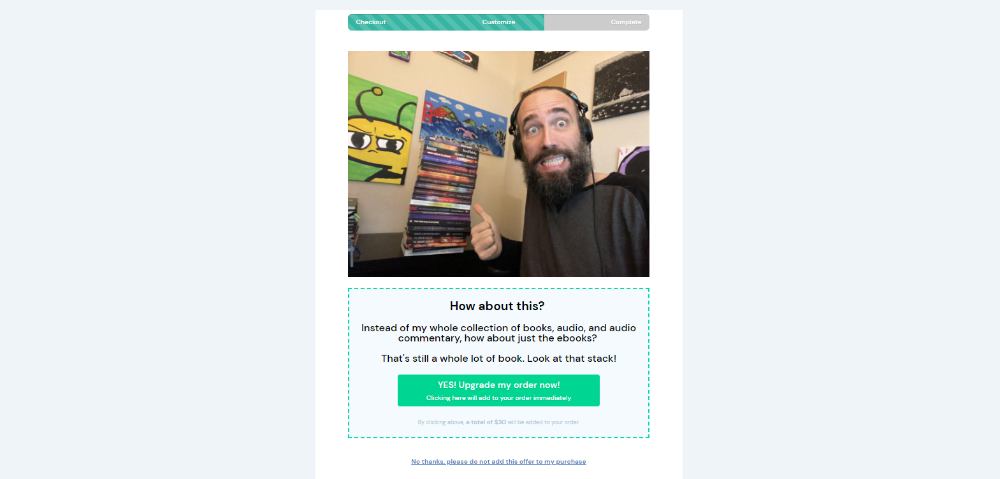 Checkout Customize Complete
How about this?
Instead of my whole collection of books, audio, and audio
commentary, how about just the ebooks?
That's still a whole lot of book. Look at that stack!
YES! Upgrade my order now!
Clicking here will add to your order immediately
By clicking above, a total of $30 will be added to your order.
No thanks, please do not add this offer to my purchase